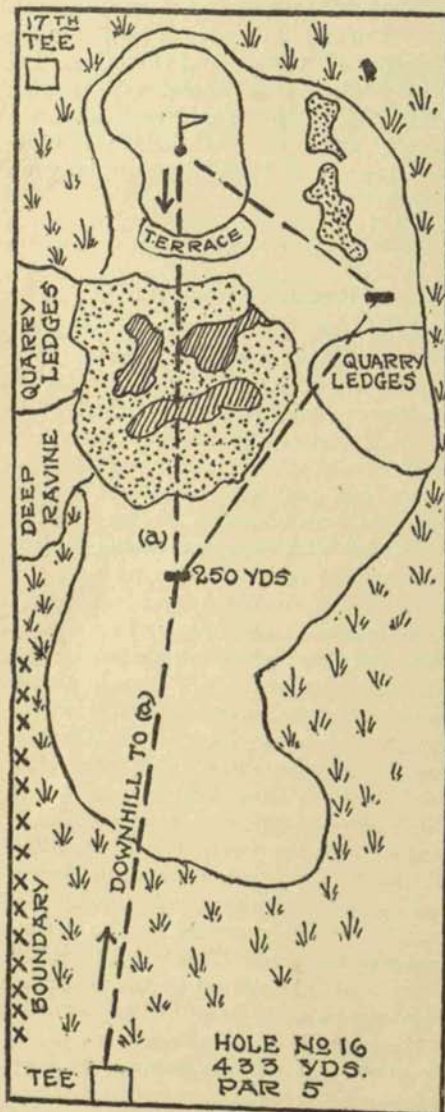 17TH
TEE
TERRACE
QUARRY
LEDGES
QUARRY
LEDGES
DEEP
RAVINE
(a)
250 YDS
DOWNHILL TO (a)
BOUNDARY
XXXXXXXXXXXXXX
TEE
HOLE No 16
433 YDS.
PAR 5